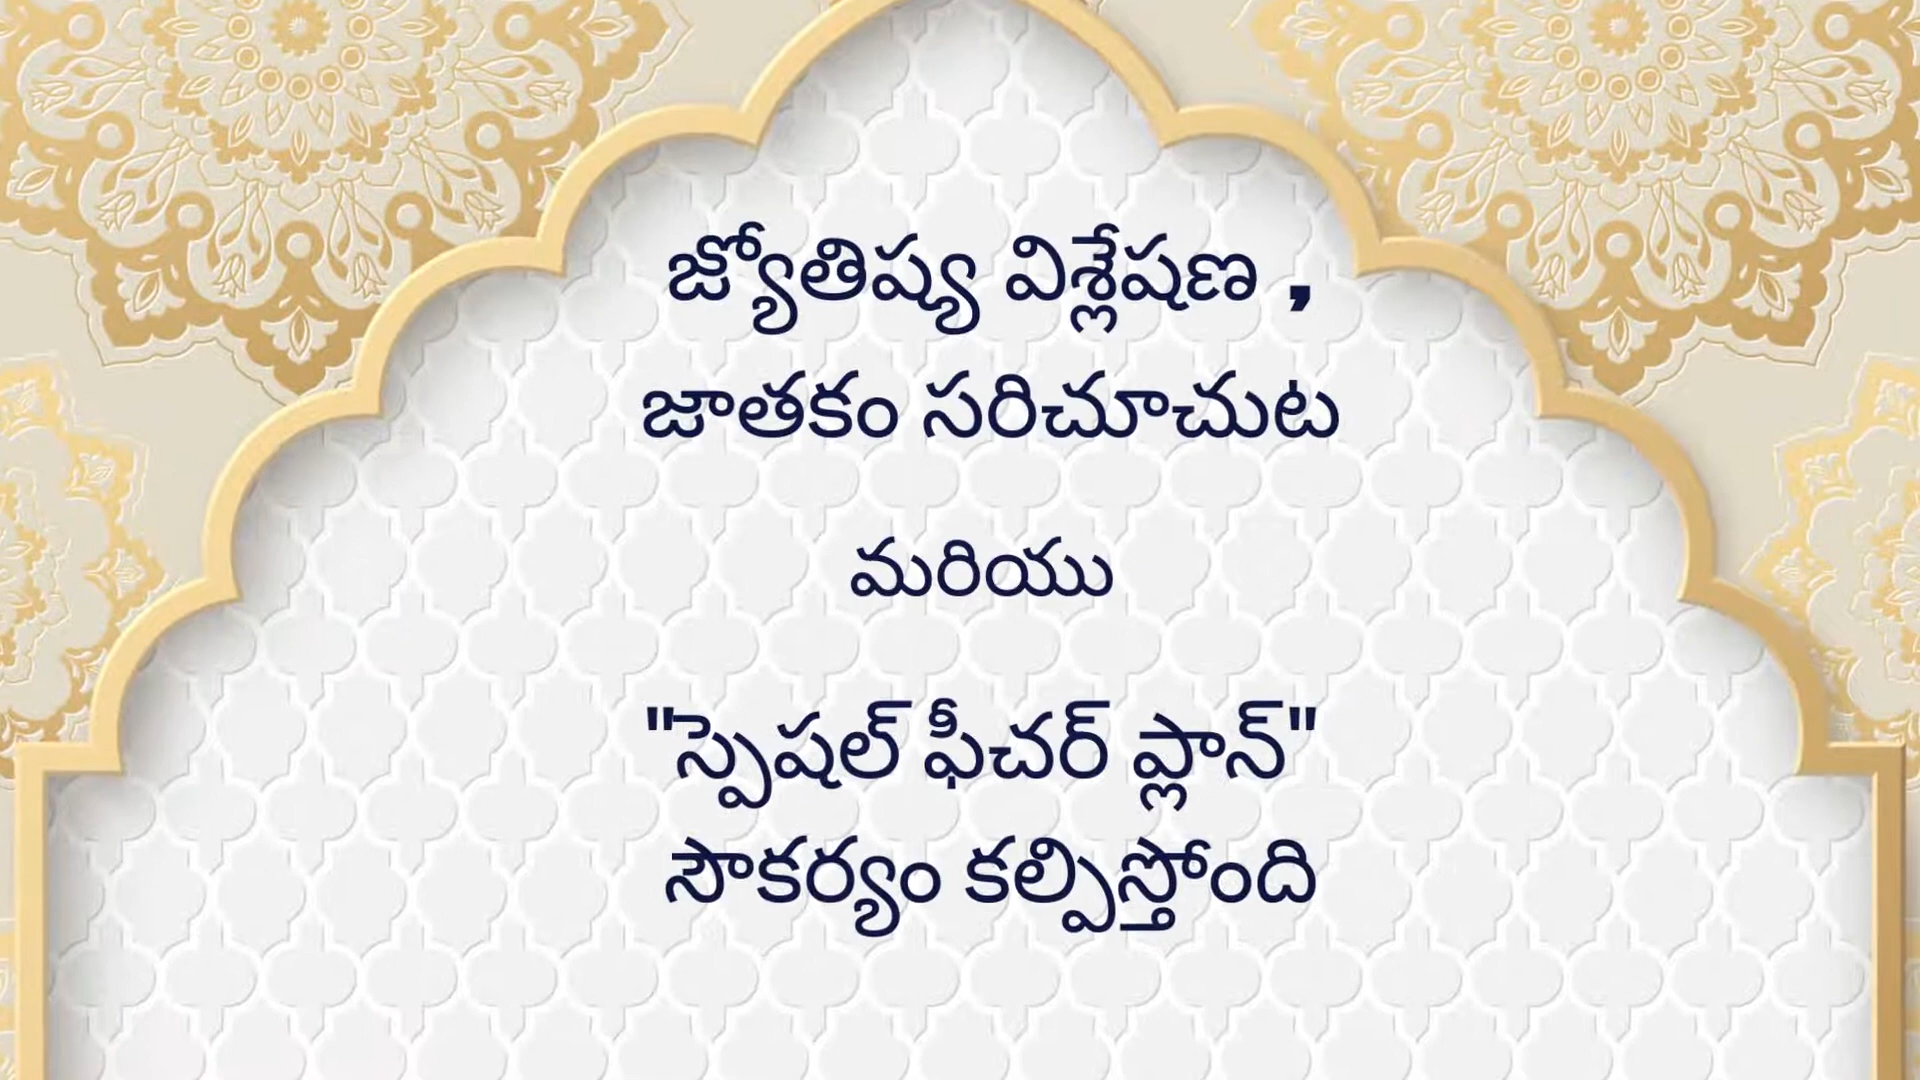 జ్యోతిష్య విశ్లేషణ ,
జాతకం సరిచూచుట
మరియు
"స్పెషల్ ఫీచర్ ప్లాన్"
సౌకర్యం కల్పిస్తోంది